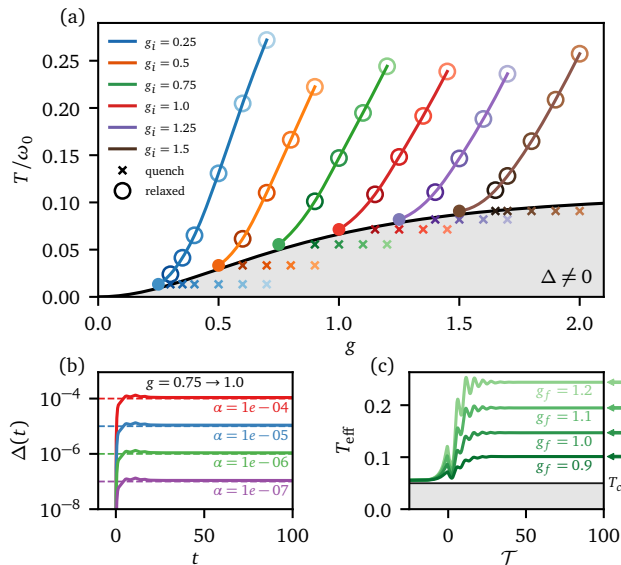 (a)
T/ω₀
0.25
0.20
0.15
0.10
0.05
0.00
g_i = 0.25
g_i = 0.5
g_i = 0.75
g_i = 1.0
g_i = 1.25
g_i = 1.5
quench
relaxed
Δ ≠ 0
0.0 0.5 1.0 1.5 2.0
g
(b)
g = 0.75 → 1.0
Δ(t)
10⁻⁴
10⁻⁶
10⁻⁸
α = 1e−04
α = 1e−05
α = 1e−06
α = 1e−07
0 50 100
t
(c)
T_eff
0.2
0.1
0.0
g_f = 1.2
g_f = 1.1
g_f = 1.0
g_f = 0.9
T_c
0 50 100
𝒯